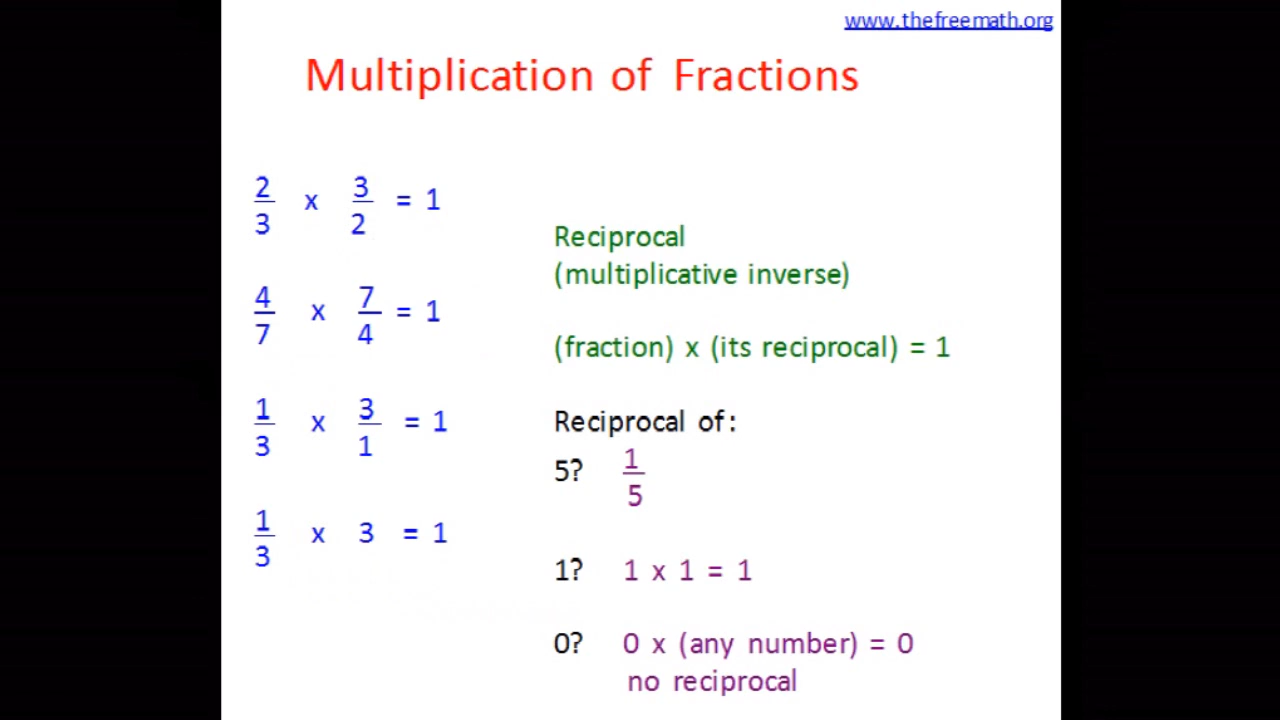 www.thefreemath.org
Multiplication of Fractions
2/3 x 3/2 = 1
4/7 x 7/4 = 1
1/3 x 3/1 = 1
1/3 x 3 = 1
Reciprocal
(multiplicative inverse)
(fraction) x (its reciprocal) = 1
Reciprocal of:
5? 1/5
1? 1 x 1 = 1
0? 0 x (any number) = 0
no reciprocal